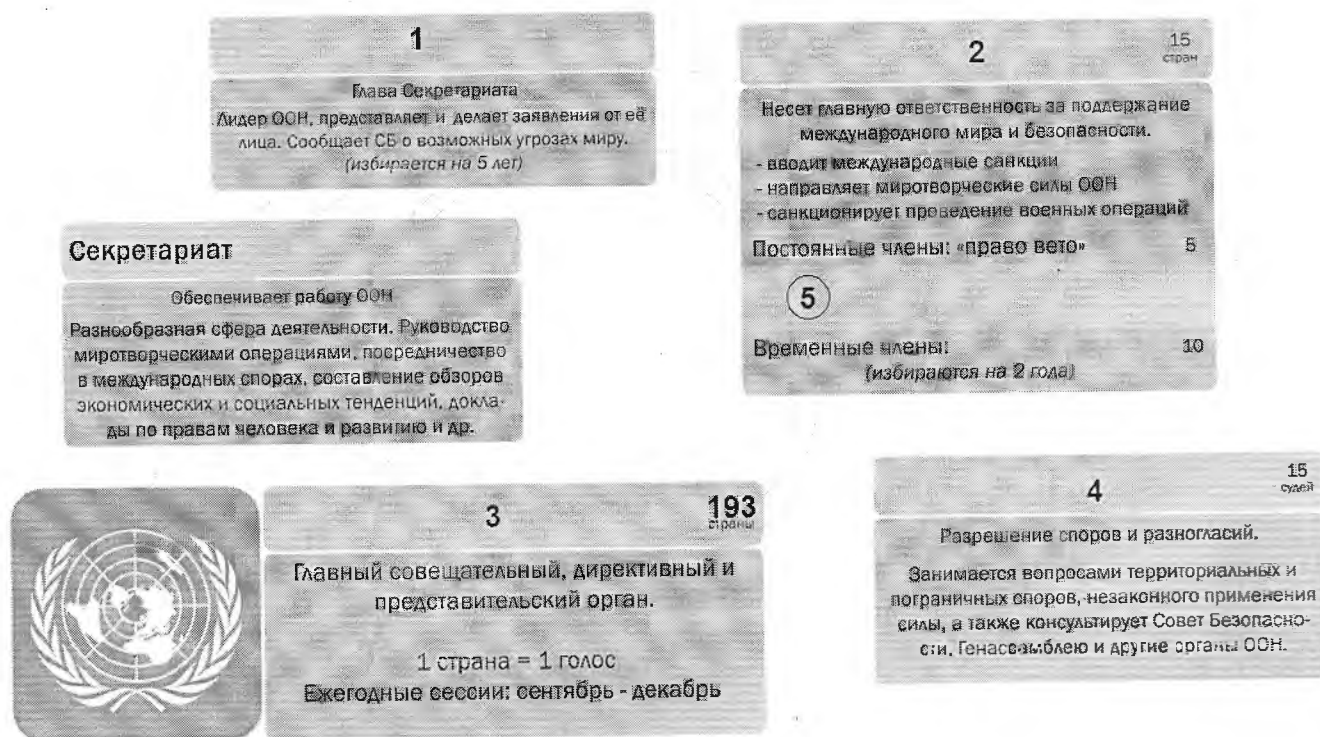 1
Глава Секретариата
Лидер ООН, представляет и делает заявления от её
лица. Сообщает СБ о возможных угрозах миру.
(избирается на 5 лет)
2
15
стран
Несет главную ответственность за поддержание
международного мира и безопасности.
- вводит международные санкции
- направляет миротворческие силы ООН
- санкционирует проведение военных операций
Постоянные члены: «право вето» 5
5
Временные члены: 10
(избираются на 2 года)
Секретариат
Обеспечивает работу ООН
Разнообразная сфера деятельности. Руководство
миротворческими операциями, посредничество
в международных спорах, составление обзоров
экономических и социальных тенденций, докла-
ды по правам человека и развитию и др.
3
193
страны
Главный совещательный, директивный и
представительский орган.
1 страна = 1 голос
Ежегодные сессии: сентябрь - декабрь
4
15
судей
Разрешение споров и разногласий.
Занимается вопросами территориальных и
пограничных споров, незаконного применения
силы, а также консультирует Совет Безопасно-
сти, Генассамблею и другие органы ООН.